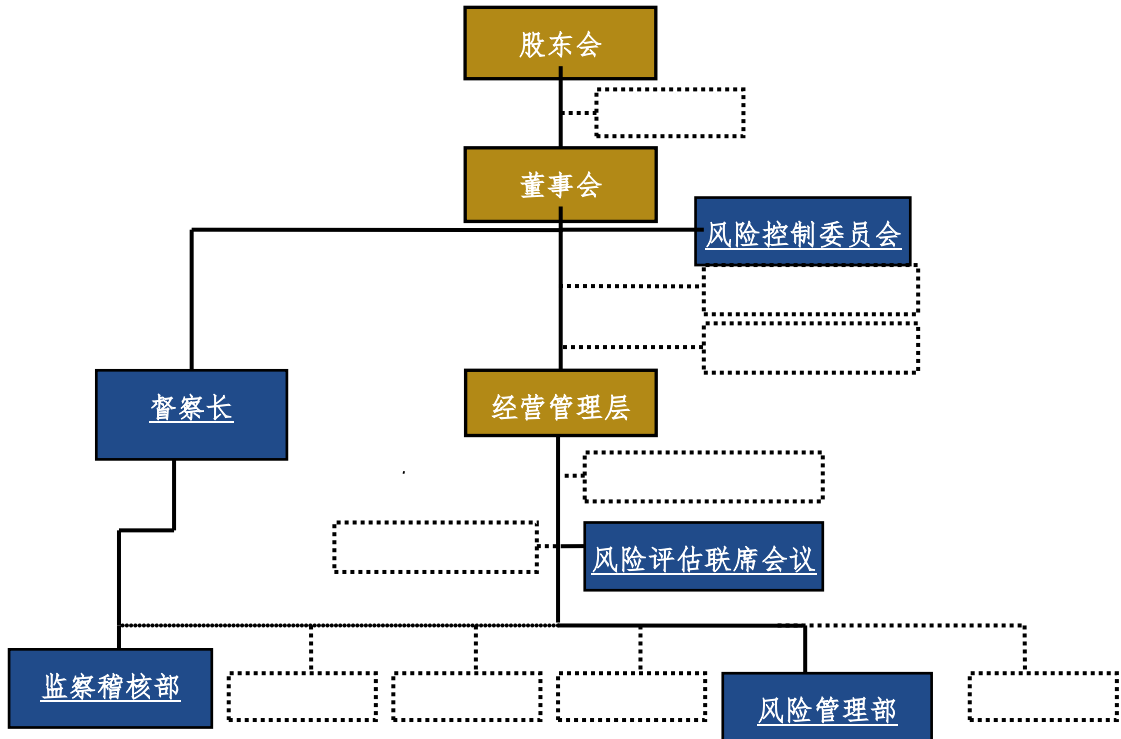 股东会
董事会
风险控制委员会
督察长
经营管理层
风险评估联席会议
监察稽核部
风险管理部